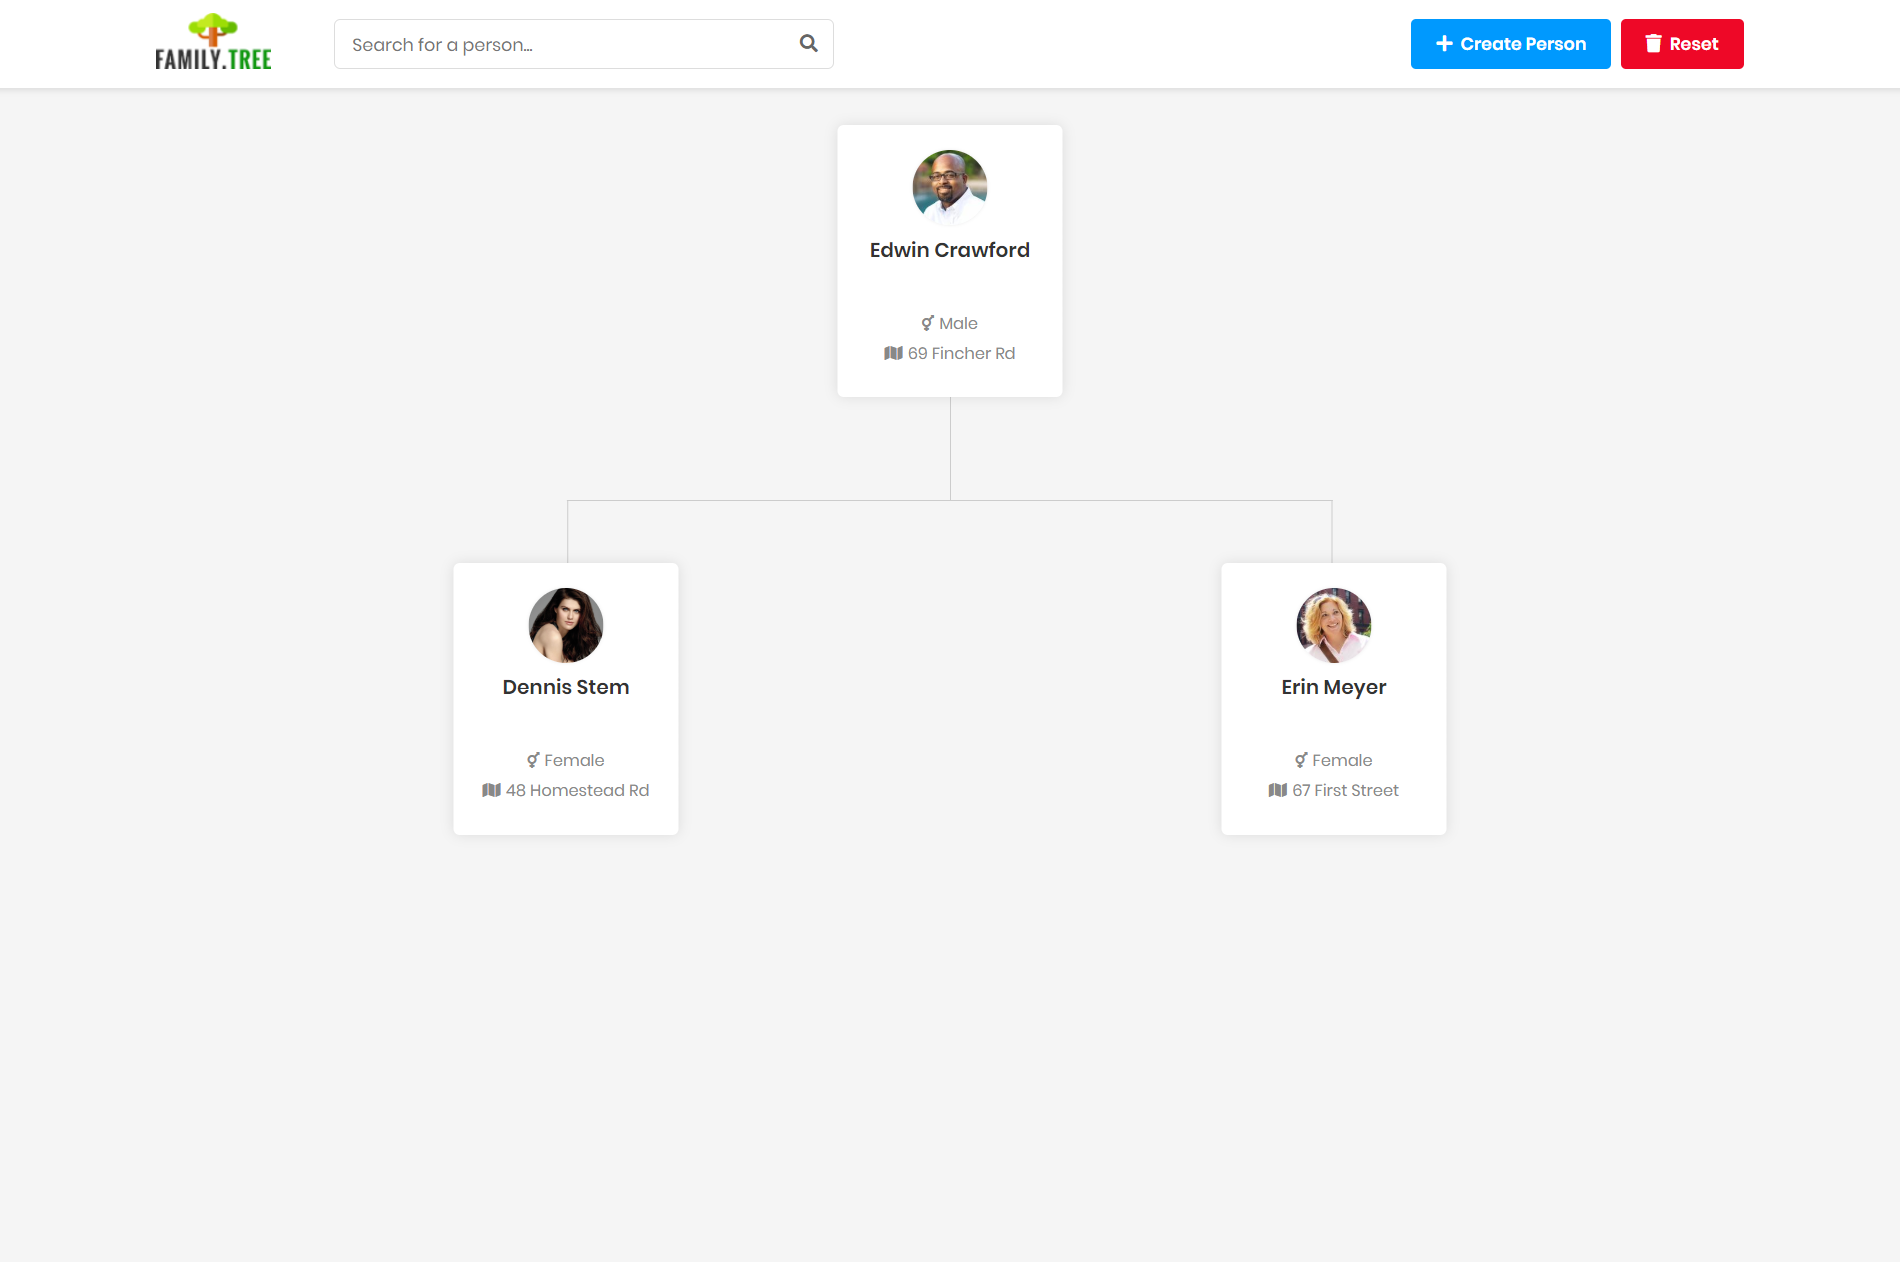 FAMILY.TREE
Search for a person...
Create Person
Reset
Edwin Crawford
Male
69 Fincher Rd
Dennis Stem
Female
48 Homestead Rd
Erin Meyer
Female
67 First Street